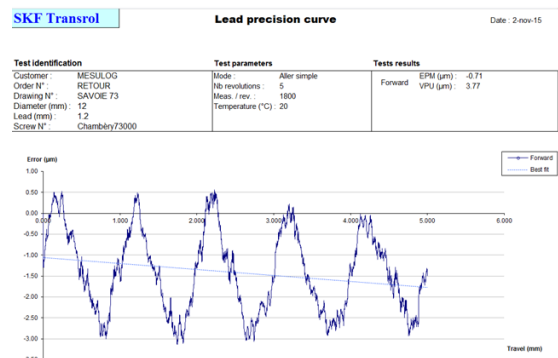 SKF Transrol
Lead precision curve
Date : 2-nov-15
Test identification
Customer : MESULOG
Order N° : RETOUR
Drawing N° : SAVOIE 73
Diameter (mm) : 12
Lead (mm) : 1.2
Screw N° : Chambèry73000
Test parameters
Mode : Aller simple
Nb revolutions : 5
Meas. / rev. : 1800
Temperature (°C) : 20
Tests results
Forward
EPM (µm) : -0.71
VPU (µm) : 3.77
Error (µm)
Forward
Best fit
1.00
0.50
0.00
-0.50
-1.00
-1.50
-2.00
-2.50
-3.00
-3.50
0.000 1.000 2.000 3.000 4.000 5.000 6.000
Travel (mm)